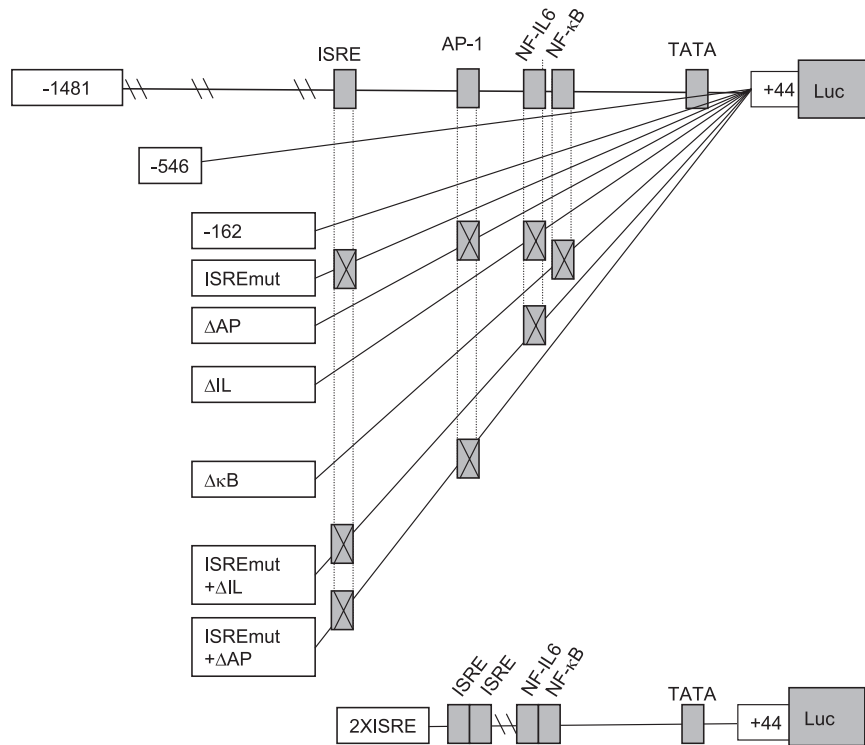 ISRE
AP-1
NF-IL6
NF-κB
TATA
-1481
+44
Luc
-546
-162
ISREmut
ΔAP
ΔIL
ΔκB
ISREmut
+ΔIL
ISREmut
+ΔAP
ISRE
ISRE
NF-IL6
NF-κB
TATA
2XISRE
+44
Luc